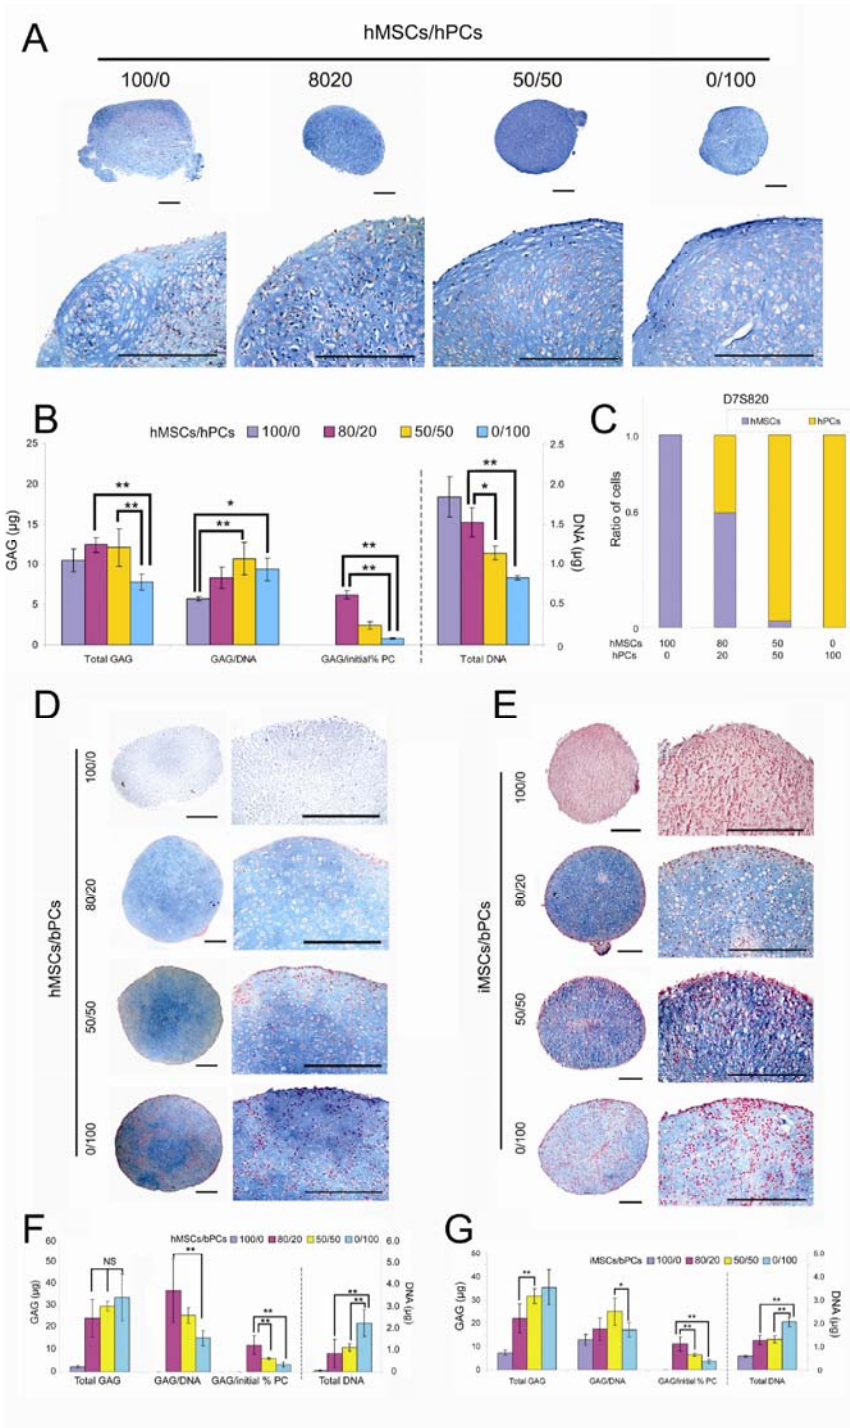 A
hMSCs/hPCs
100/0 8020 50/50 0/100
B
hMSCs/hPCs 100/0 80/20 50/50 0/100
GAG (µg)
25
20
15
10
5
0
** ** * ** ** ** ** *
2.5
2.0
1.5
1.0
0.5
0
DNA (µg)
Total GAG GAG/DNA GAG/initial% PC Total DNA
C
D7S820
hMSCs hPCs
Ratio of cells
1.0
0.6
0
hMSCs 100 80 50 0
hPCs 0 20 50 100
D
hMSCs/bPCs
100/0
80/20
50/50
0/100
E
iMSCs/bPCs
100/0
80/20
50/50
0/100
F
hMSCs/bPCs 100/0 80/20 50/50 0/100
GAG (µg)
60
50
40
30
20
10
0
NS ** ** ** ** **
6.0
5.0
4.0
3.0
2.0
1.0
0
DNA (µg)
Total GAG GAG/DNA GAG/initial % PC Total DNA
G
iMSCs/bPCs 100/0 80/20 50/50 0/100
GAG (µg)
60
50
40
30
20
10
0
** * ** ** ** **
6.0
5.0
4.0
3.0
2.0
1.0
0
DNA (µg)
Total GAG GAG/DNA GAG/initial % PC Total DNA